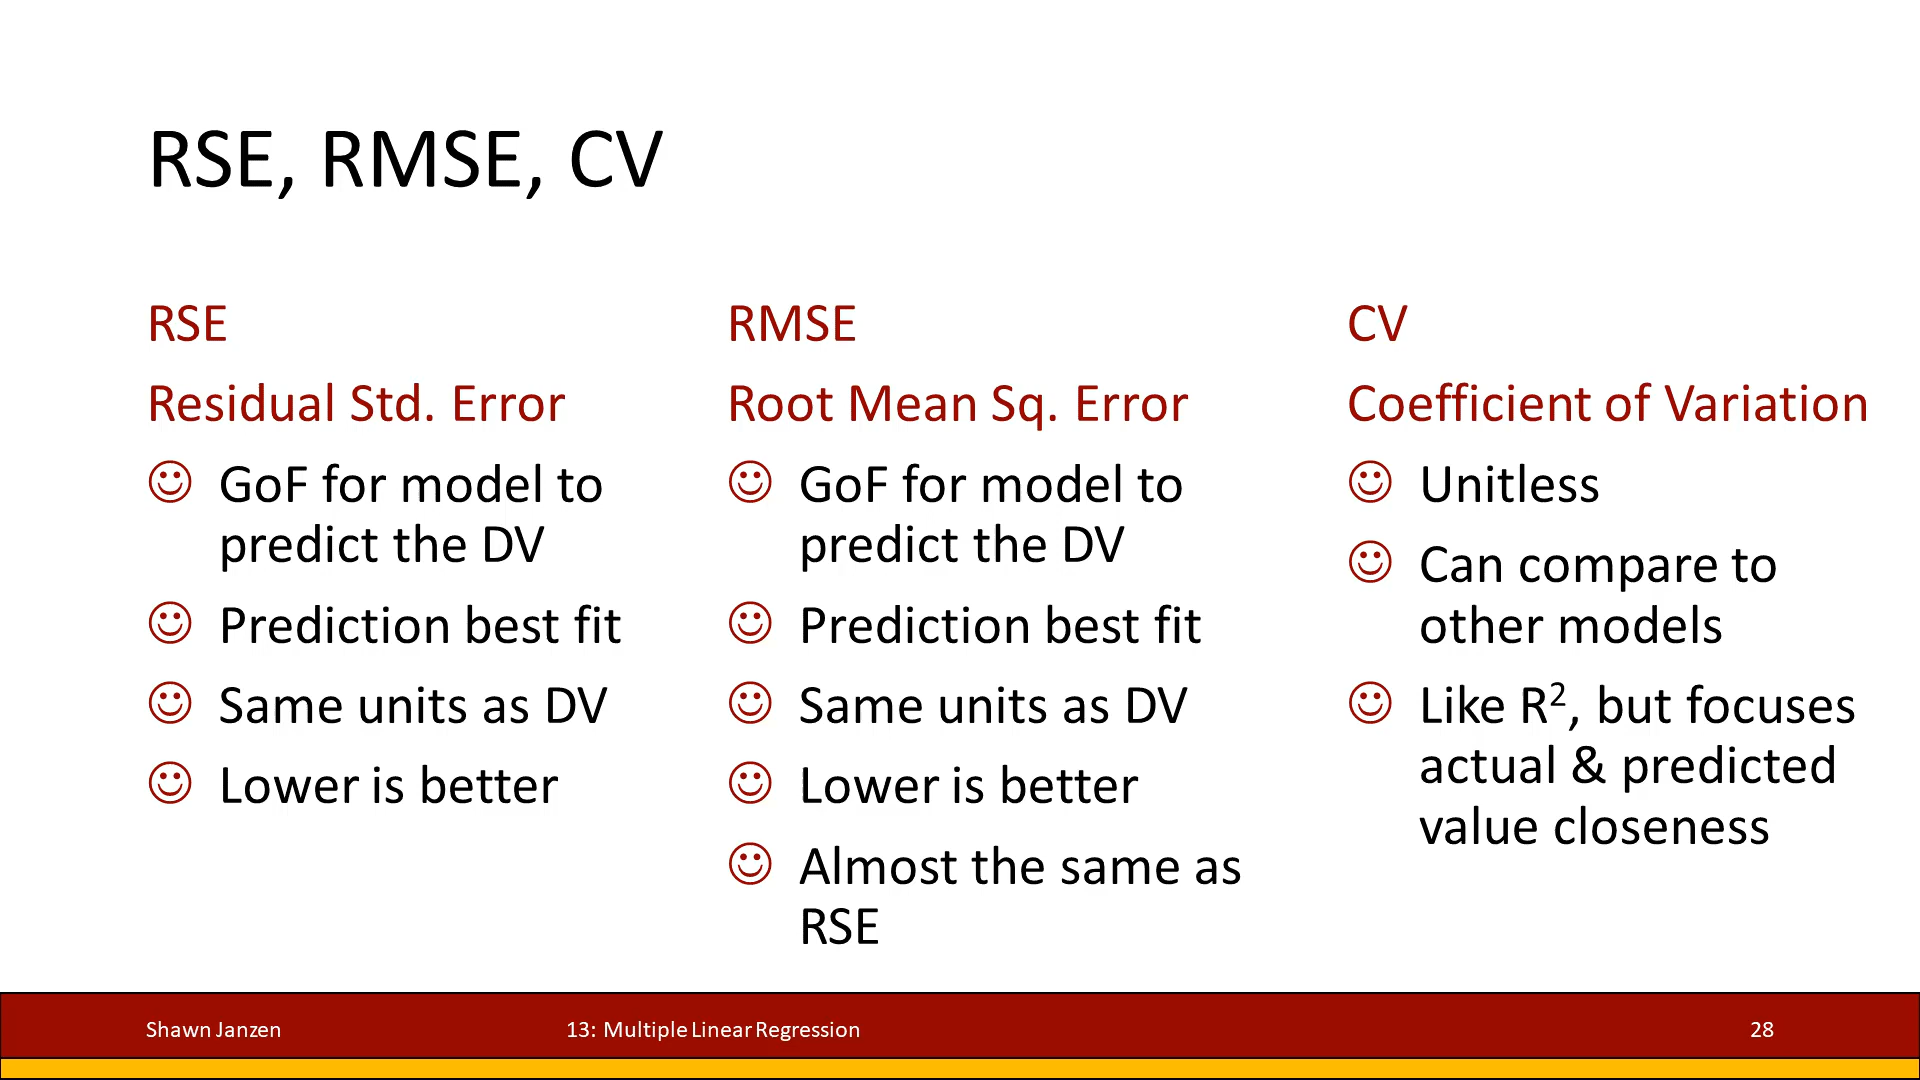 RSE, RMSE, CV
RSE
Residual Std. Error
GoF for model to
predict the DV
Prediction best fit
Same units as DV
Lower is better
RMSE
Root Mean Sq. Error
GoF for model to
predict the DV
Prediction best fit
Same units as DV
Lower is better
Almost the same as
RSE
CV
Coefficient of Variation
Unitless
Can compare to
other models
Like R², but focuses
actual & predicted
value closeness
Shawn Janzen
13: Multiple Linear Regression
28